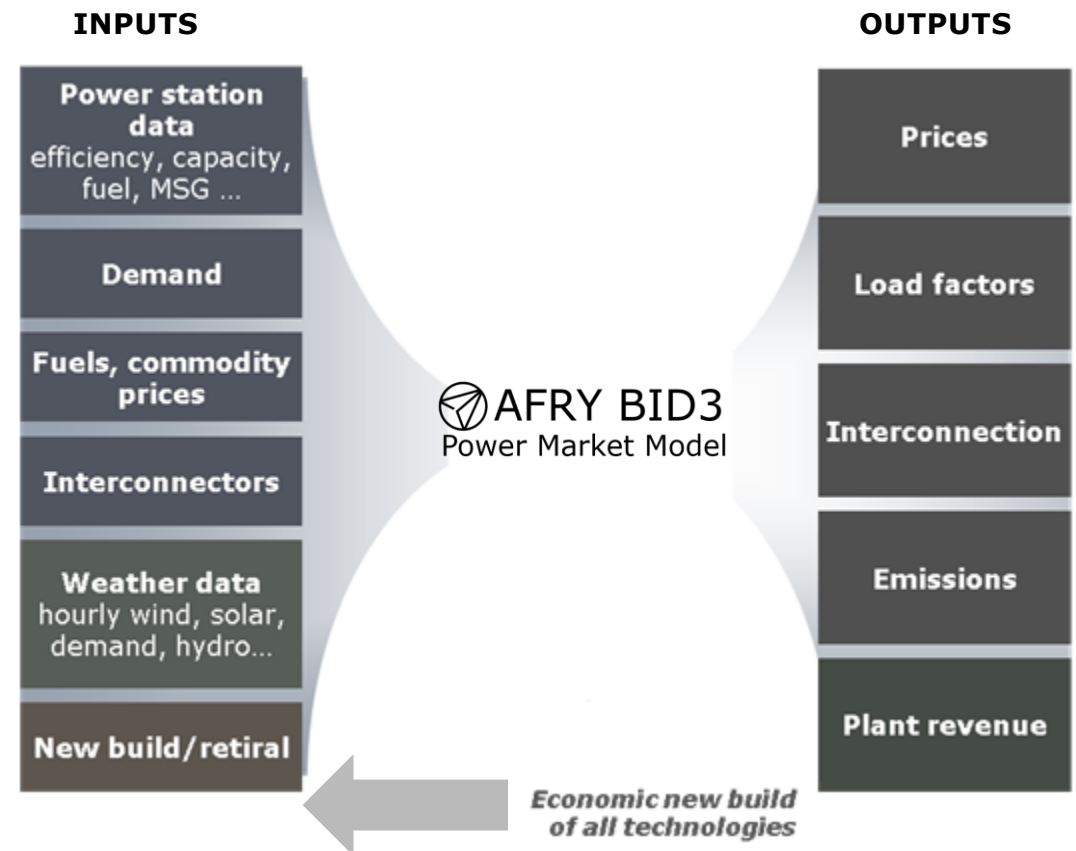 INPUTS
Power station
data
efficiency, capacity,
fuel, MSG ...
Demand
Fuels, commodity
prices
Interconnectors
Weather data
hourly wind, solar,
demand, hydro...
New build/retiral
AFRY BID3
Power Market Model
OUTPUTS
Prices
Load factors
Interconnection
Emissions
Plant revenue
Economic new build
of all technologies